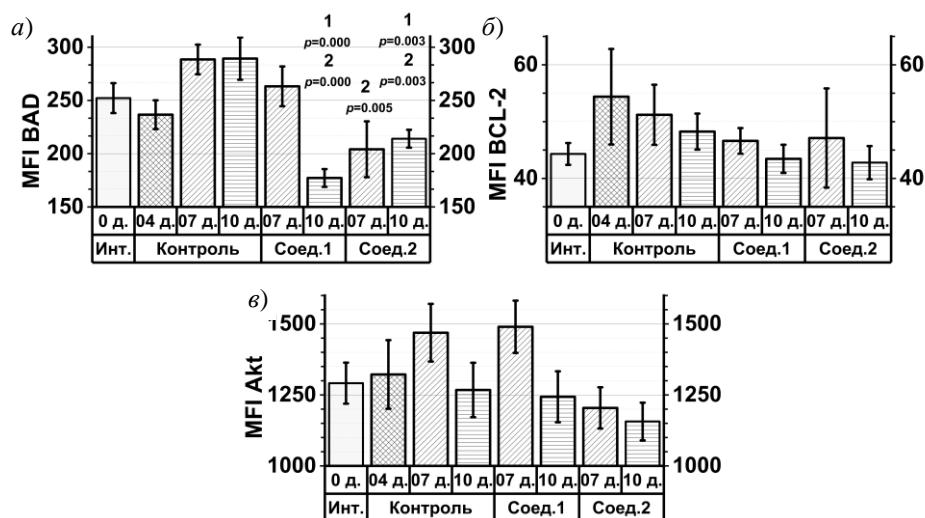 а)
MFI BAD
300
250
200
150
1
p=0.000
2
p=0.000
2
p=0.005
1
p=0.003
2
p=0.003
300
250
200
150
0 д. 04 д. 07 д. 10 д. 07 д. 10 д. 07 д. 10 д.
Инт. Контроль Соед.1 Соед.2
б)
MFI BCL-2
60
40
60
40
0 д. 04 д. 07 д. 10 д. 07 д. 10 д. 07 д. 10 д.
Инт. Контроль Соед.1 Соед.2
в)
MFI Akt
1500
1250
1000
1500
1250
1000
0 д. 04 д. 07 д. 10 д. 07 д. 10 д. 07 д. 10 д.
Инт. Контроль Соед.1 Соед.2